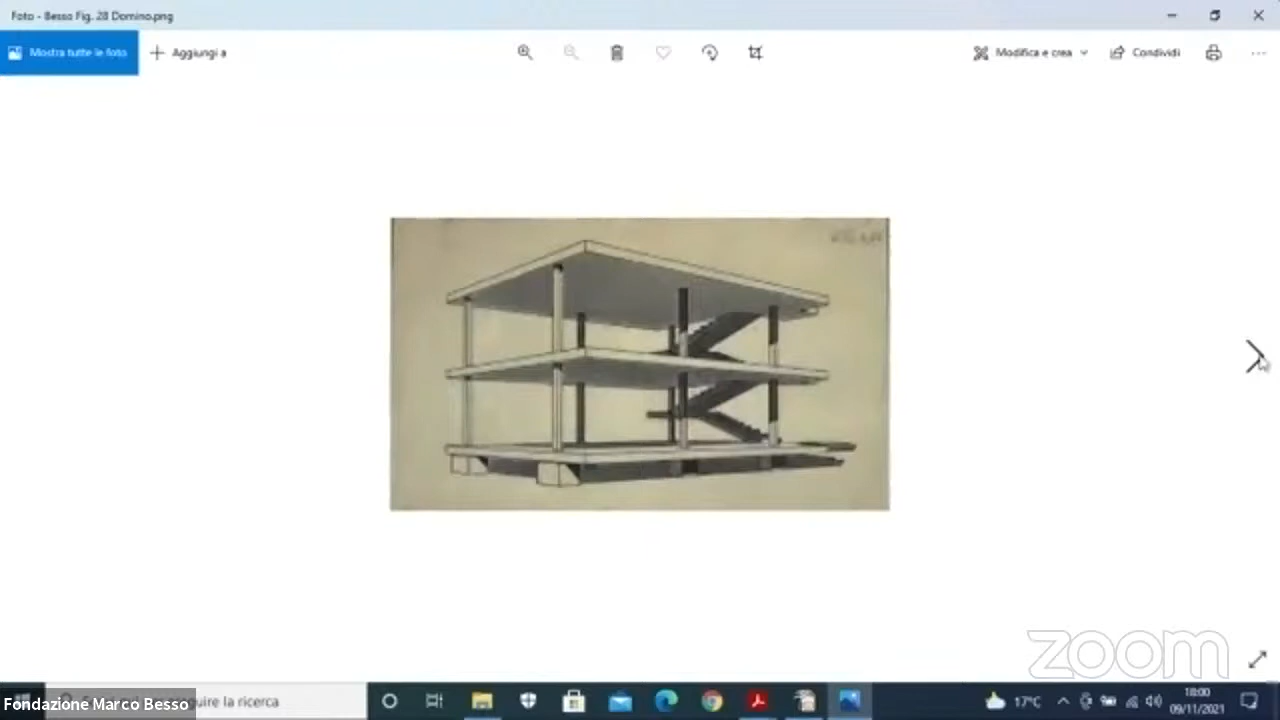 Foto - Besso Fig. 28 Domino.png
Mostra tutte le foto
Aggiungi a
Modifica e crea
Condividi
zoom
Fondazione Marco Besso
guire la ricerca
17°C
18:00
09/11/2021